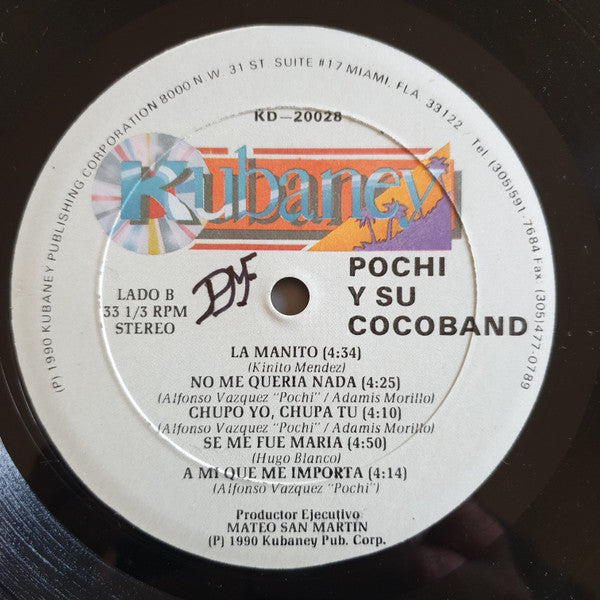 (P) 1990 KUBANEY PUBLISHING CORPORATION 8000 N.W. 31 ST. SUITE #17 MIAMI, FLA. 33122 / Tel. (305)591-7684 Fax. (305)477-0789
KD—20028
Kubaney
LADO B
33 1/3 RPM
STEREO
POCHI
Y SU
COCOBAND
LA MANITO (4:34)
(Kinito Mendez)
NO ME QUERIA NADA (4:25)
(Alfonso Vazquez "Pochi" / Adamis Morillo)
CHUPO YO, CHUPA TU (4:10)
(Alfonso Vazquez "Pochi" / Adamis Morillo)
SE ME FUE MARIA (4:50)
(Hugo Blanco)
A MI QUE ME IMPORTA (4:14)
(Alfonso Vazquez "Pochi")
Productor Ejecutivo
MATEO SAN MARTIN
(P) 1990 Kubaney Pub. Corp.